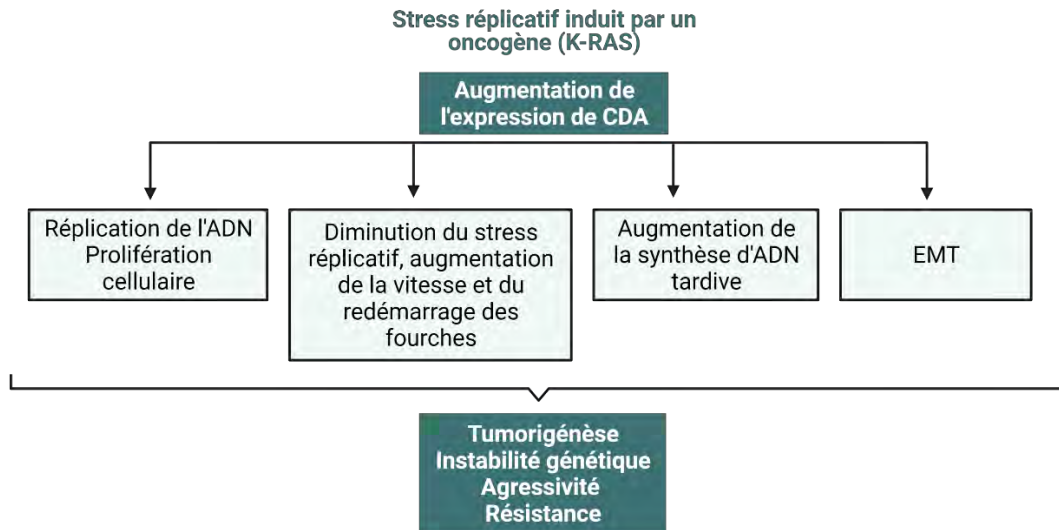 Stress réplicatif induit par un
oncogène (K-RAS)
Augmentation de
l'expression de CDA
Réplication de l'ADN
Prolifération
cellulaire
Diminution du stress
réplicatif, augmentation
de la vitesse et du
redémarrage des
fourches
Augmentation de
la synthèse d'ADN
tardive
EMT
Tumorigénèse
Instabilité génétique
Agressivité
Résistance